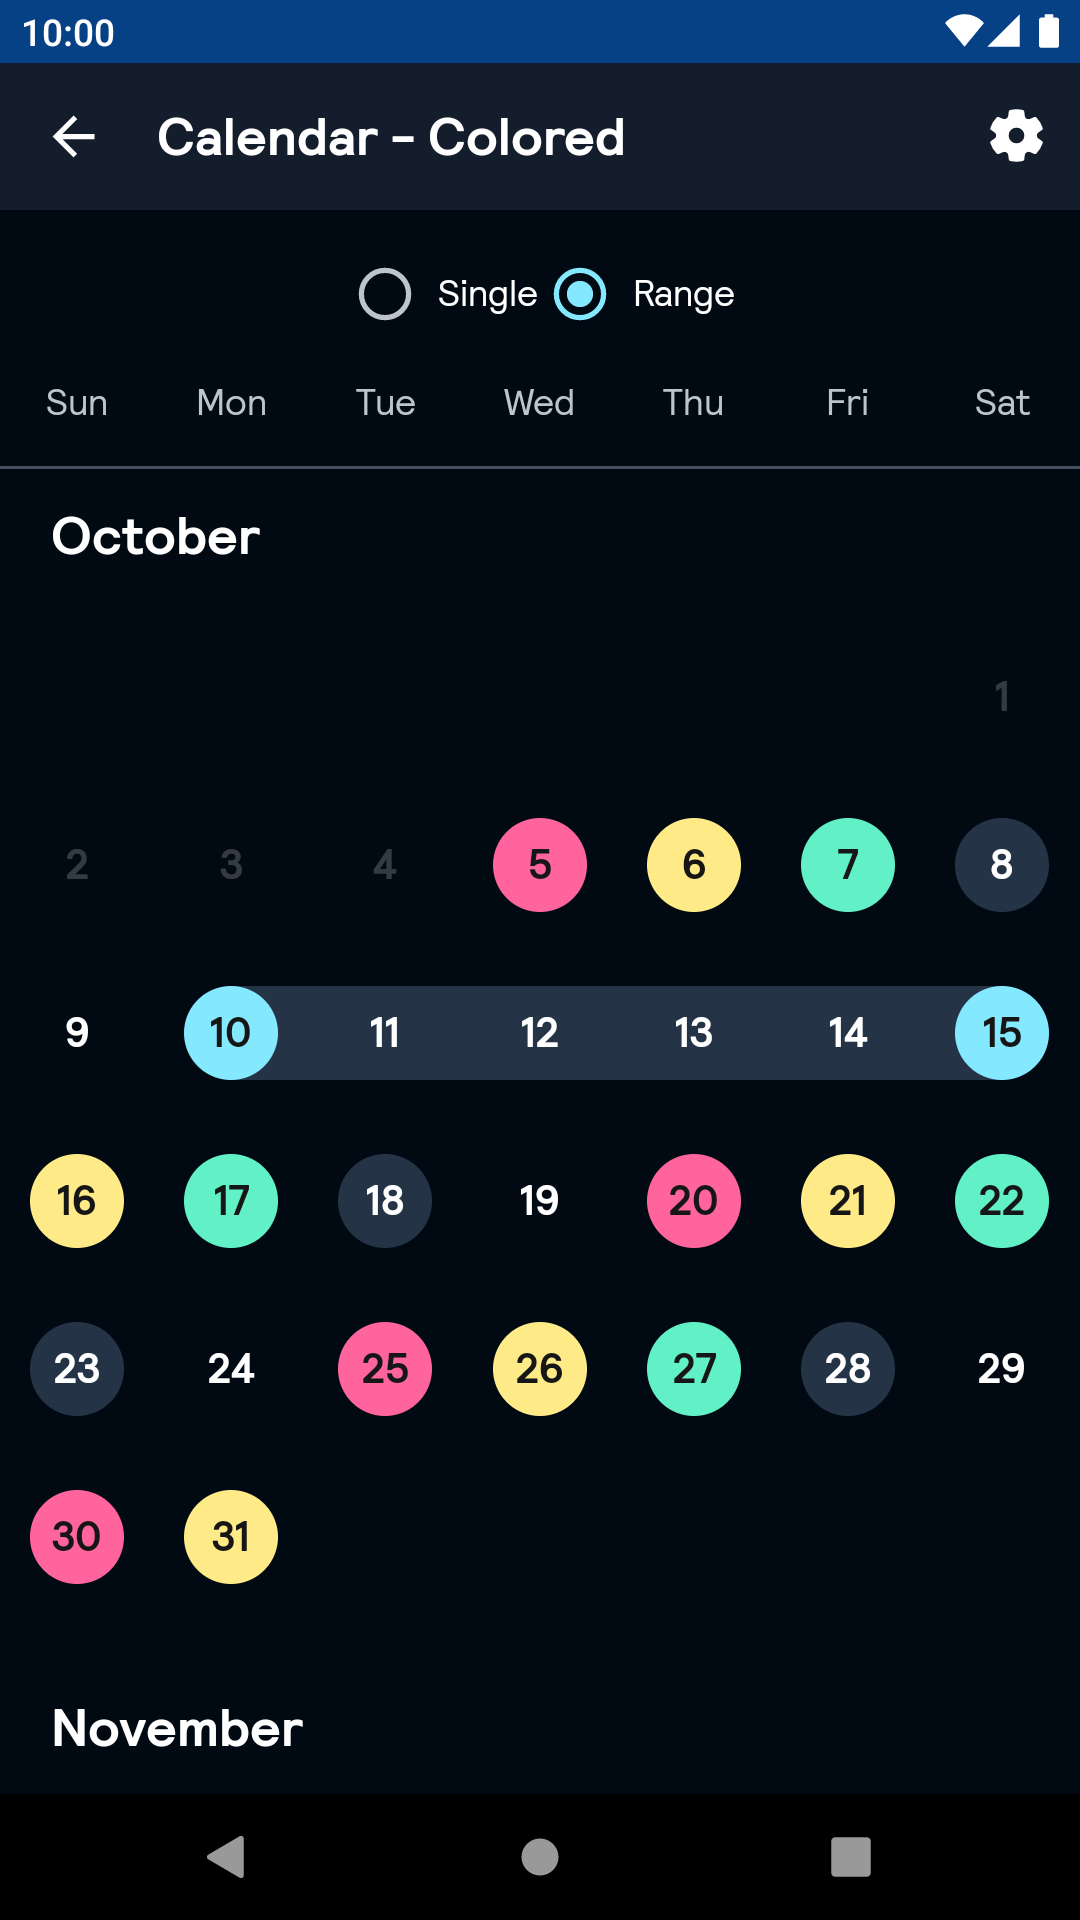 10:00
Calendar – Colored
Single Range
Sun Mon Tue Wed Thu Fri Sat
October
1
2 3 4 5 6 7 8
9 10 11 12 13 14 15
16 17 18 19 20 21 22
23 24 25 26 27 28 29
30 31
November